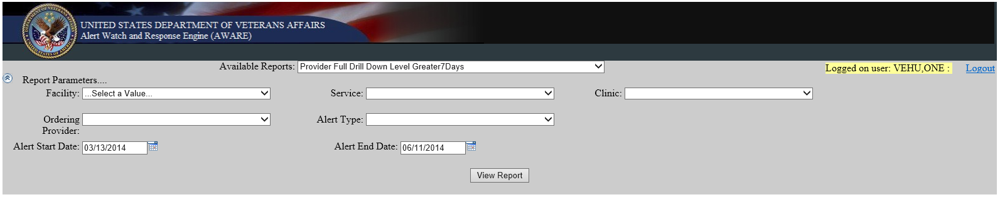 UNITED STATES DEPARTMENT OF VETERANS AFFAIRS
Alert Watch and Response Engine (AWARE)
Available Reports: Provider Full Drill Down Level Greater7Days
Logged on user: VEHU,ONE : Logout
Report Parameters....
Facility: ...Select a Value... Service: Clinic:
Ordering Provider: Alert Type:
Alert Start Date: 03/13/2014 Alert End Date: 06/11/2014
View Report